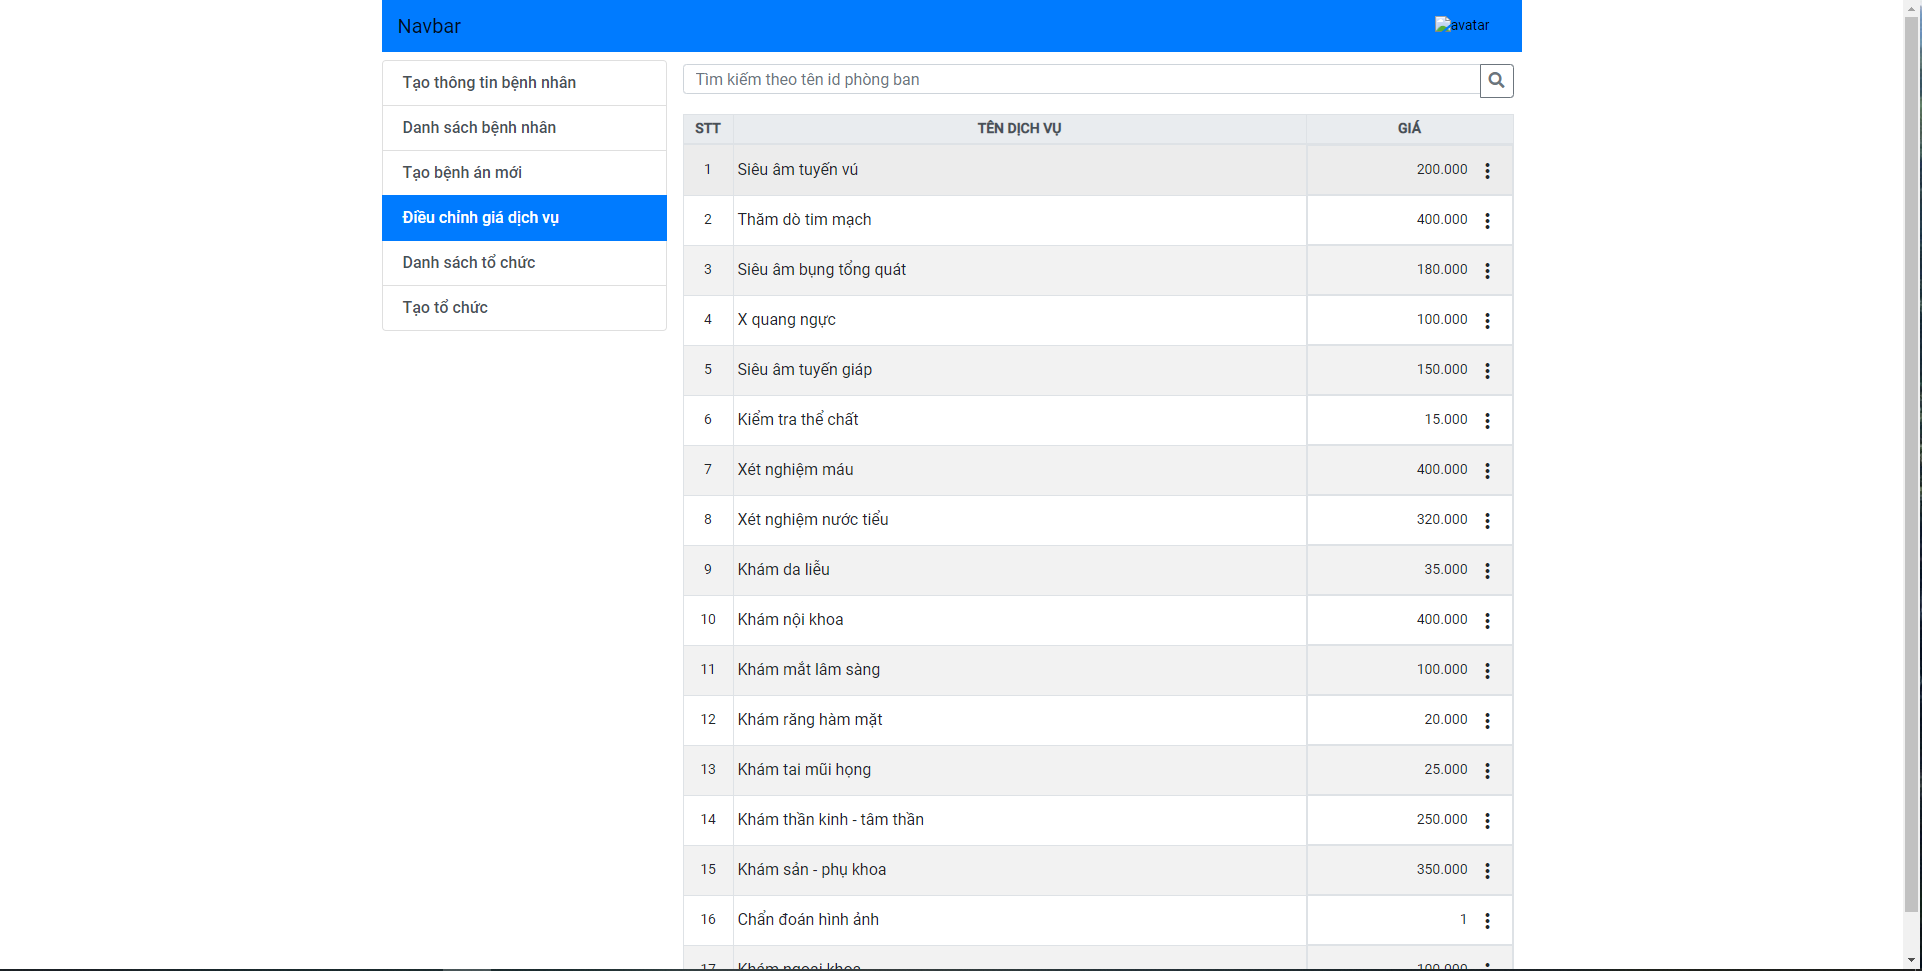 Navbar
avatar
Tạo thông tin bệnh nhân
Danh sách bệnh nhân
Tạo bệnh án mới
Điều chỉnh giá dịch vụ
Danh sách tổ chức
Tạo tổ chức
Tìm kiếm theo tên id phòng ban
STT TÊN DỊCH VỤ GIÁ
1 Siêu âm tuyến vú 200.000
2 Thăm dò tim mạch 400.000
3 Siêu âm bụng tổng quát 180.000
4 X quang ngực 100.000
5 Siêu âm tuyến giáp 150.000
6 Kiểm tra thể chất 15.000
7 Xét nghiệm máu 400.000
8 Xét nghiệm nước tiểu 320.000
9 Khám da liễu 35.000
10 Khám nội khoa 400.000
11 Khám mắt lâm sàng 100.000
12 Khám răng hàm mặt 20.000
13 Khám tai mũi họng 25.000
14 Khám thần kinh - tâm thần 250.000
15 Khám sản - phụ khoa 350.000
16 Chẩn đoán hình ảnh 1
17 Khám ngoại khoa 100.000